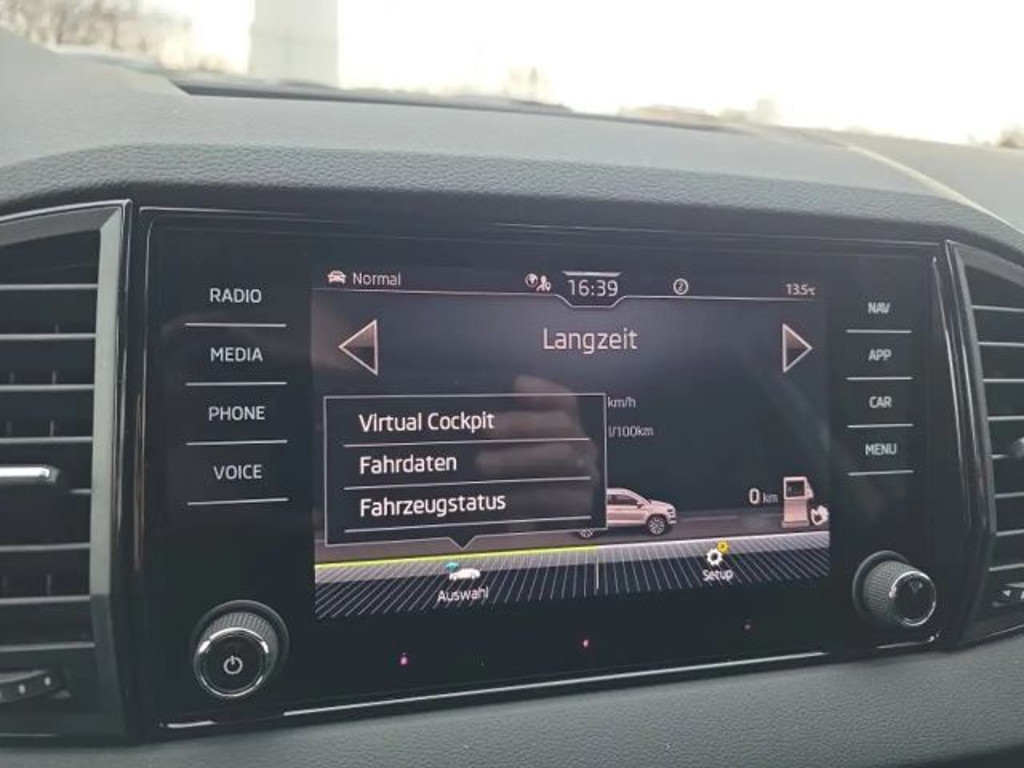 RADIO
MEDIA
PHONE
VOICE
Normal
16:39
2
13.5°C
Langzeit
km/h
l/100km
Virtual Cockpit
Fahrdaten
Fahrzeugstatus
0 km
Auswahl
Setup
NAV
APP
CAR
MENU